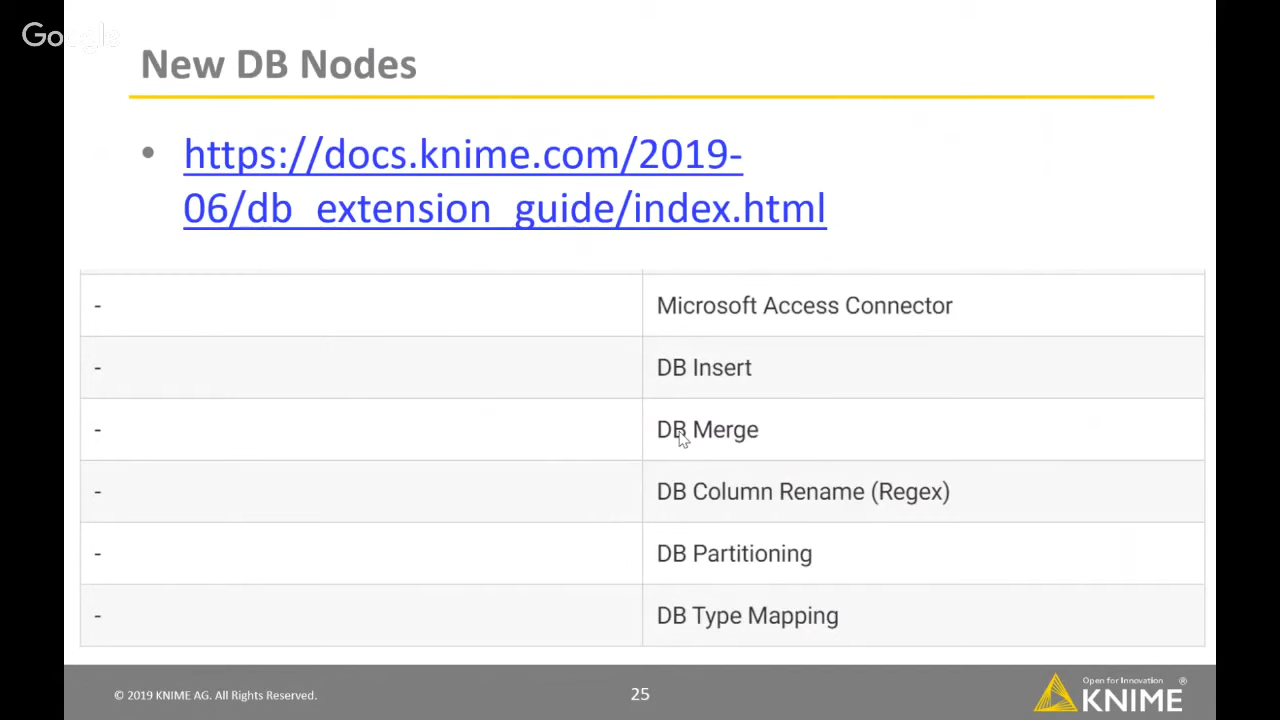 Google
New DB Nodes
• https://docs.knime.com/2019-
06/db_extension_guide/index.html
- Microsoft Access Connector
- DB Insert
- DB Merge
- DB Column Rename (Regex)
- DB Partitioning
- DB Type Mapping
© 2019 KNIME AG. All Rights Reserved.
25
Open for Innovation ®
KNIME